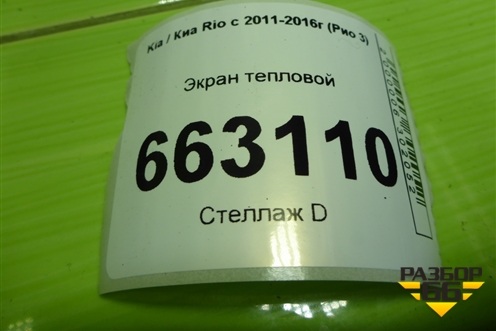 Kia / Киа Rio с 2011-2016г (Рио 3)
Экран тепловой
663110
Стеллаж D
РАЗБОР
66